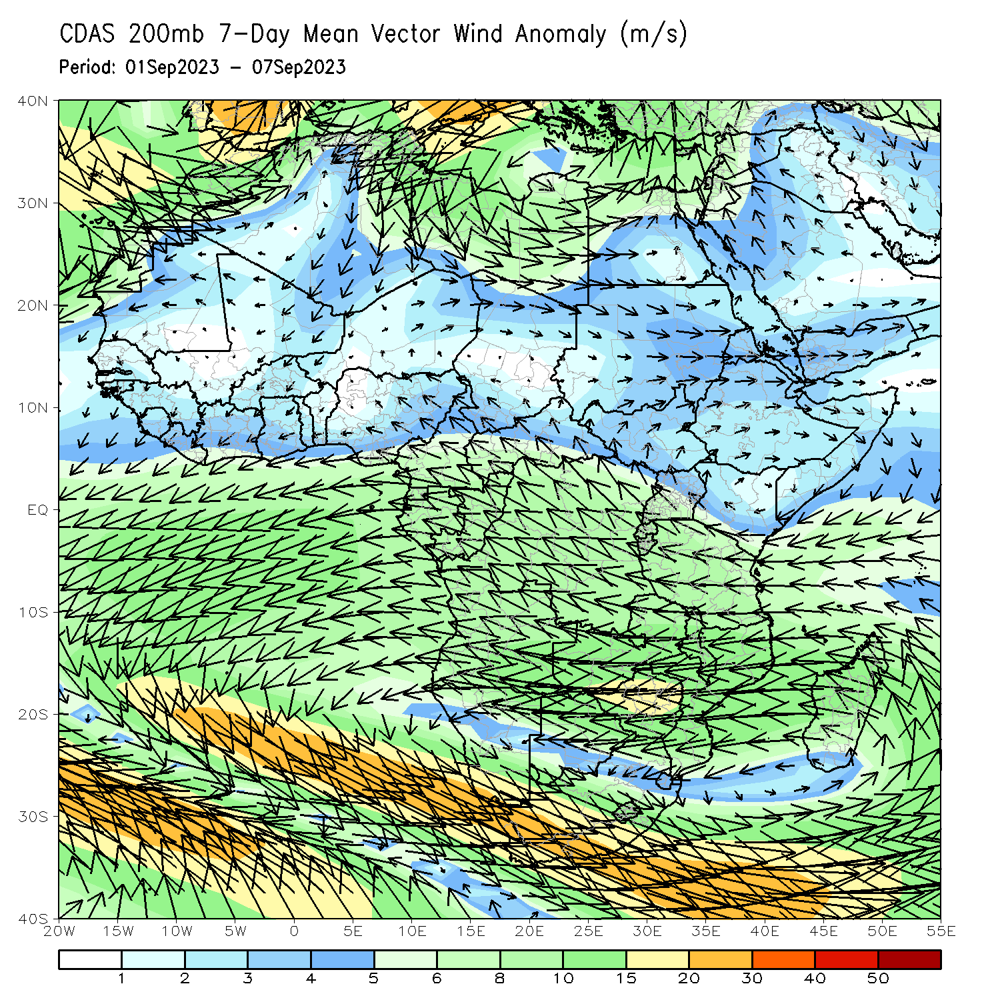 CDAS 200mb 7-Day Mean Vector Wind Anomaly (m/s)
Period: 01Sep2023 - 07Sep2023
40N
30N
20N
10N
EQ
10S
20S
30S
40S
20W 15W 10W 5W 0 5E 10E 15E 20E 25E 30E 35E 40E 45E 50E 55E
1 2 3 4 5 6 8 10 15 20 30 40 50